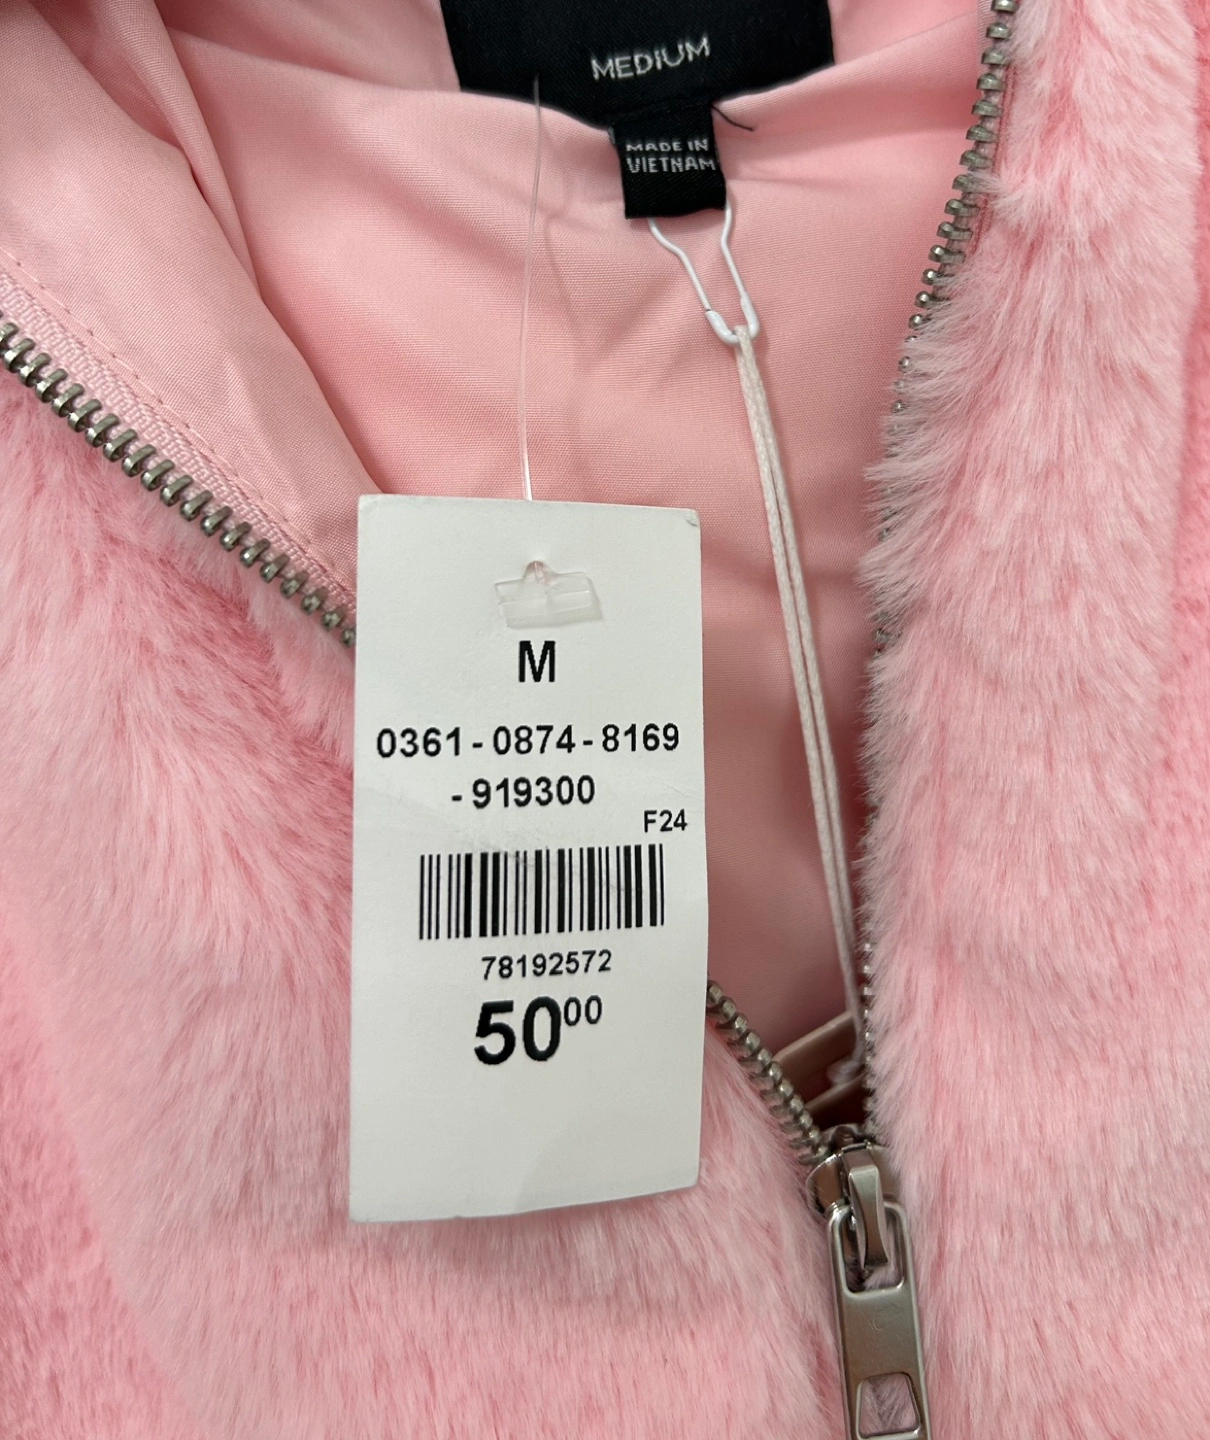 MEDIUM
MADE IN
VIETNAM
M
0361 - 0874 - 8169
- 919300
F24
78192572
50⁰⁰